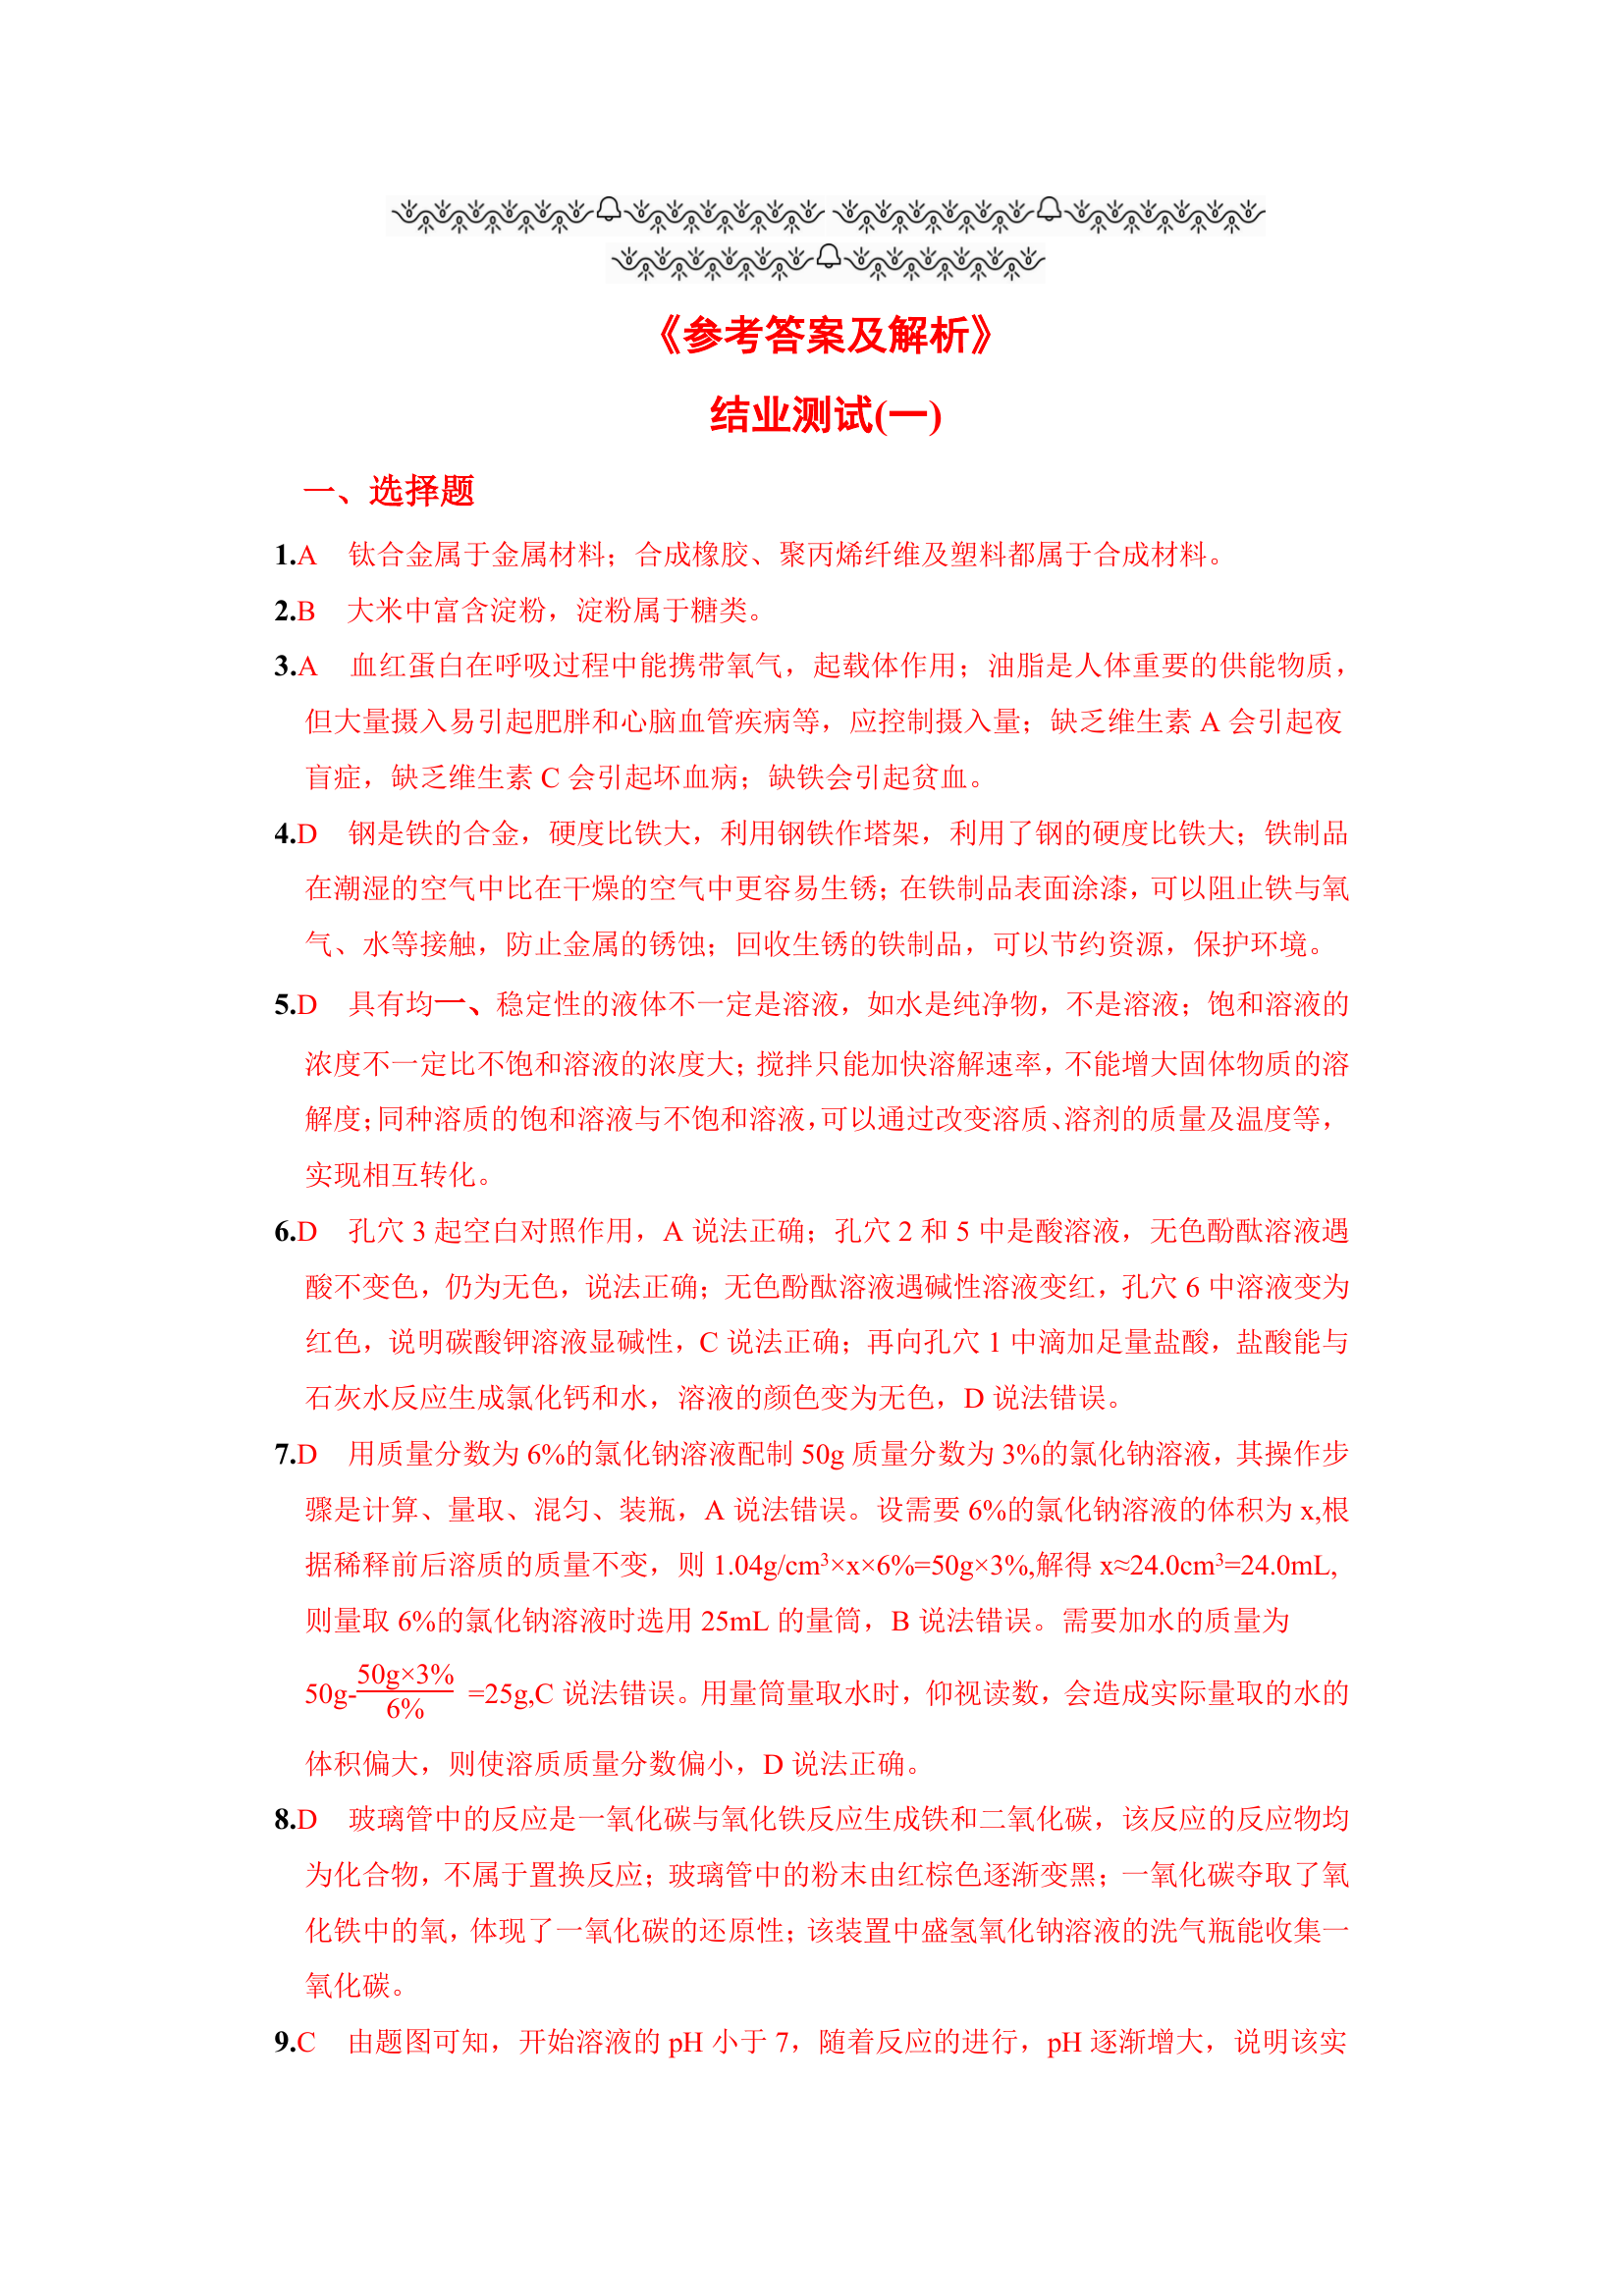 《参考答案及解析》
结业测试(一)
一、选择题
1.A 钛合金属于金属材料；合成橡胶、聚丙烯纤维及塑料都属于合成材料。
2.B 大米中富含淀粉，淀粉属于糖类。
3.A 血红蛋白在呼吸过程中能携带氧气，起载体作用；油脂是人体重要的供能物质，
但大量摄入易引起肥胖和心脑血管疾病等，应控制摄入量；缺乏维生素 A 会引起夜
盲症，缺乏维生素 C 会引起坏血病；缺铁会引起贫血。
4.D 钢是铁的合金，硬度比铁大，利用钢铁作塔架，利用了钢的硬度比铁大；铁制品
在潮湿的空气中比在干燥的空气中更容易生锈；在铁制品表面涂漆，可以阻止铁与氧
气、水等接触，防止金属的锈蚀；回收生锈的铁制品，可以节约资源，保护环境。
5.D 具有均一、稳定性的液体不一定是溶液，如水是纯净物，不是溶液；饱和溶液的
浓度不一定比不饱和溶液的浓度大；搅拌只能加快溶解速率，不能增大固体物质的溶
解度；同种溶质的饱和溶液与不饱和溶液，可以通过改变溶质、溶剂的质量及温度等，
实现相互转化。
6.D 孔穴 3 起空白对照作用，A 说法正确；孔穴 2 和 5 中是酸溶液，无色酚酞溶液遇
酸不变色，仍为无色，说法正确；无色酚酞溶液遇碱性溶液变红，孔穴 6 中溶液变为
红色，说明碳酸钾溶液显碱性，C 说法正确；再向孔穴 1 中滴加足量盐酸，盐酸能与
石灰水反应生成氯化钙和水，溶液的颜色变为无色，D 说法错误。
7.D 用质量分数为 6%的氯化钠溶液配制 50g 质量分数为 3%的氯化钠溶液，其操作步
骤是计算、量取、混匀、装瓶，A 说法错误。设需要 6%的氯化钠溶液的体积为 x,根
据稀释前后溶质的质量不变，则 1.04g/cm³×x×6%=50g×3%,解得 x≈24.0cm³=24.0mL,
则量取 6%的氯化钠溶液时选用 25mL 的量筒，B 说法错误。需要加水的质量为
50g-50g×3%/6% =25g,C 说法错误。用量筒量取水时，仰视读数，会造成实际量取的水的
体积偏大，则使溶质质量分数偏小，D 说法正确。
8.D 玻璃管中的反应是一氧化碳与氧化铁反应生成铁和二氧化碳，该反应的反应物均
为化合物，不属于置换反应；玻璃管中的粉末由红棕色逐渐变黑；一氧化碳夺取了氧
化铁中的氧，体现了一氧化碳的还原性；该装置中盛氢氧化钠溶液的洗气瓶能收集一
氧化碳。
9.C 由题图可知，开始溶液的 pH 小于 7，随着反应的进行，pH 逐渐增大，说明该实